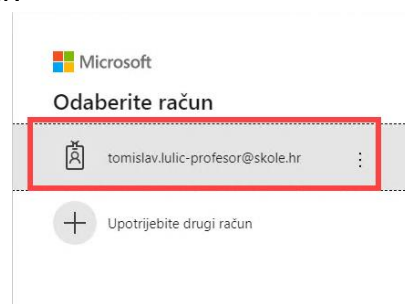 Microsoft
Odaberite račun
tomislav.lulic-profesor@skole.hr
Upotrijebite drugi račun